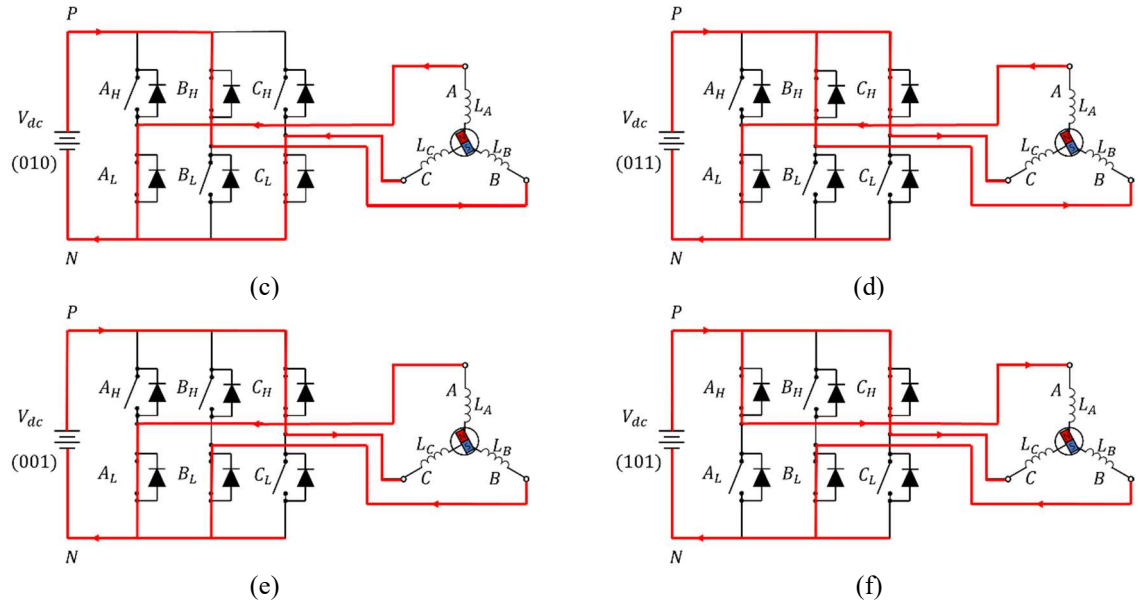 P
A_H B_H C_H
V_dc
(010)
A_L B_L C_L
N
A
L_A
L_C L_B
C B
(c)
P
A_H B_H C_H
V_dc
(011)
A_L B_L C_L
N
A
L_A
L_C L_B
C B
(d)
P
A_H B_H C_H
V_dc
(001)
A_L B_L C_L
N
A
L_A
L_C L_B
C B
(e)
P
A_H B_H C_H
V_dc
(101)
A_L B_L C_L
N
A
L_A
L_C L_B
C B
(f)